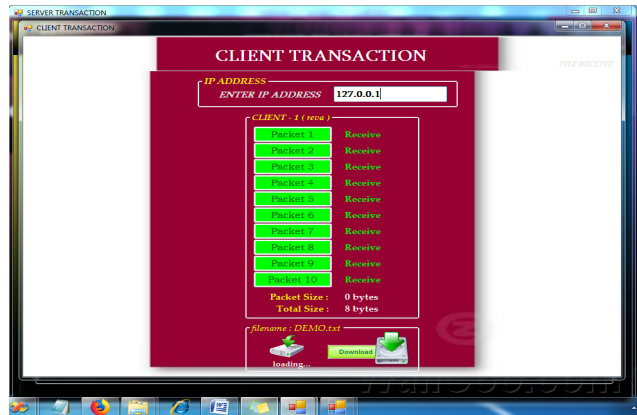 SERVER TRANSACTION
CLIENT TRANSACTION
CLIENT TRANSACTION
FILE RECEIVE
IP ADDRESS
ENTER IP ADDRESS 127.0.0.1
CLIENT - 1 ( reva )
Packet 1 Receive
Packet 2 Receive
Packet 3 Receive
Packet 4 Receive
Packet 5 Receive
Packet 6 Receive
Packet 7 Receive
Packet 8 Receive
Packet 9 Receive
Packet 10 Receive
Packet Size : 0 bytes
Total Size : 8 bytes
filename : DEMO.txt
Download
loading...